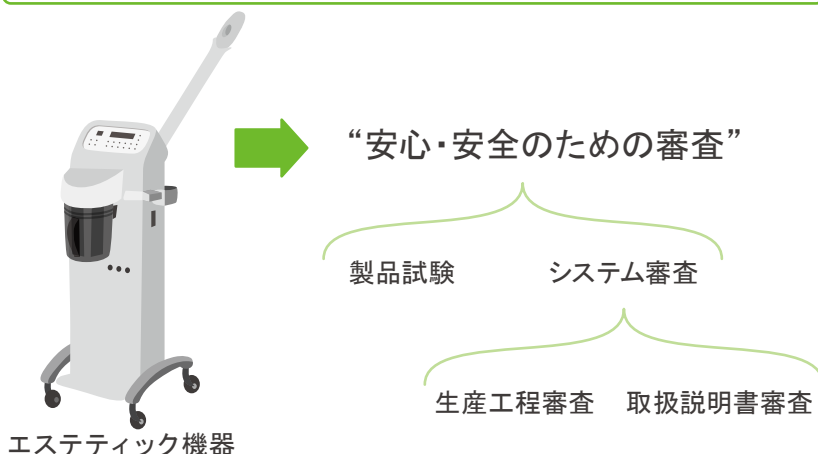 “安心・安全のための審査”
製品試験 システム審査
生産工程審査 取扱説明書審査
エステティック機器